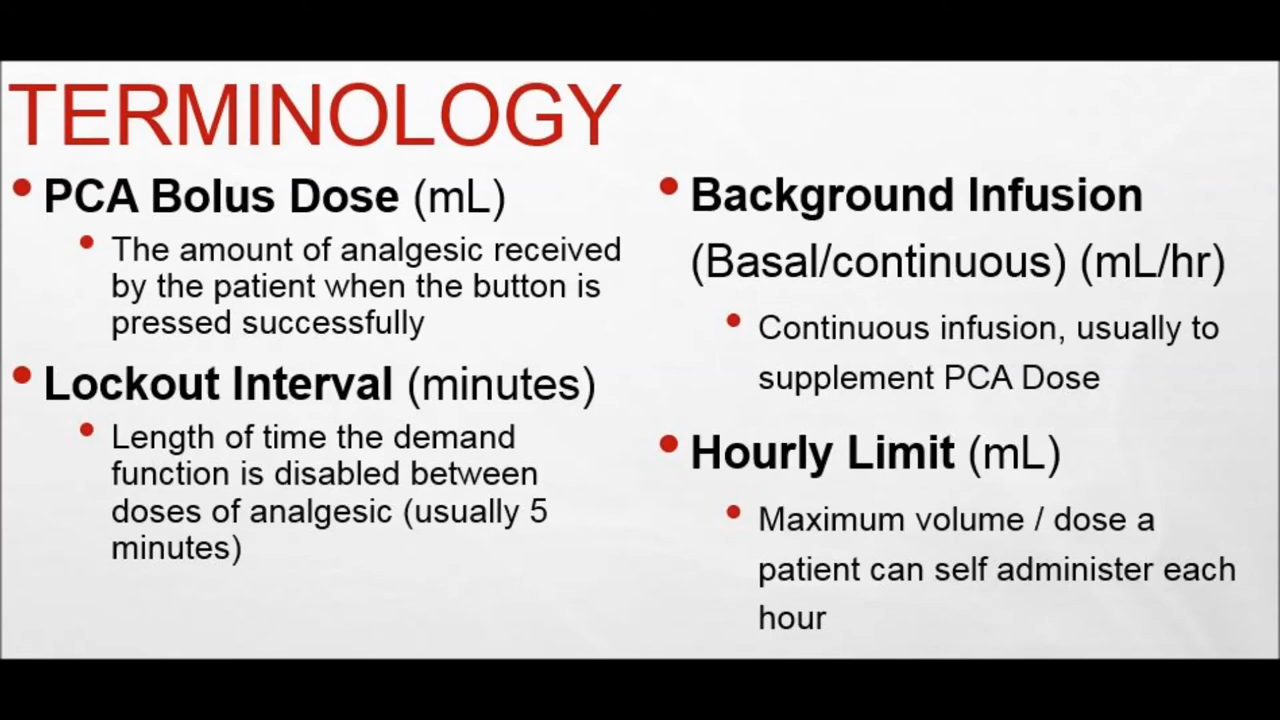 TERMINOLOGY
• PCA Bolus Dose (mL)
• The amount of analgesic received
by the patient when the button is
pressed successfully
• Lockout Interval (minutes)
• Length of time the demand
function is disabled between
doses of analgesic (usually 5
minutes)
• Background Infusion
(Basal/continuous) (mL/hr)
• Continuous infusion, usually to
supplement PCA Dose
• Hourly Limit (mL)
• Maximum volume / dose a
patient can self administer each
hour